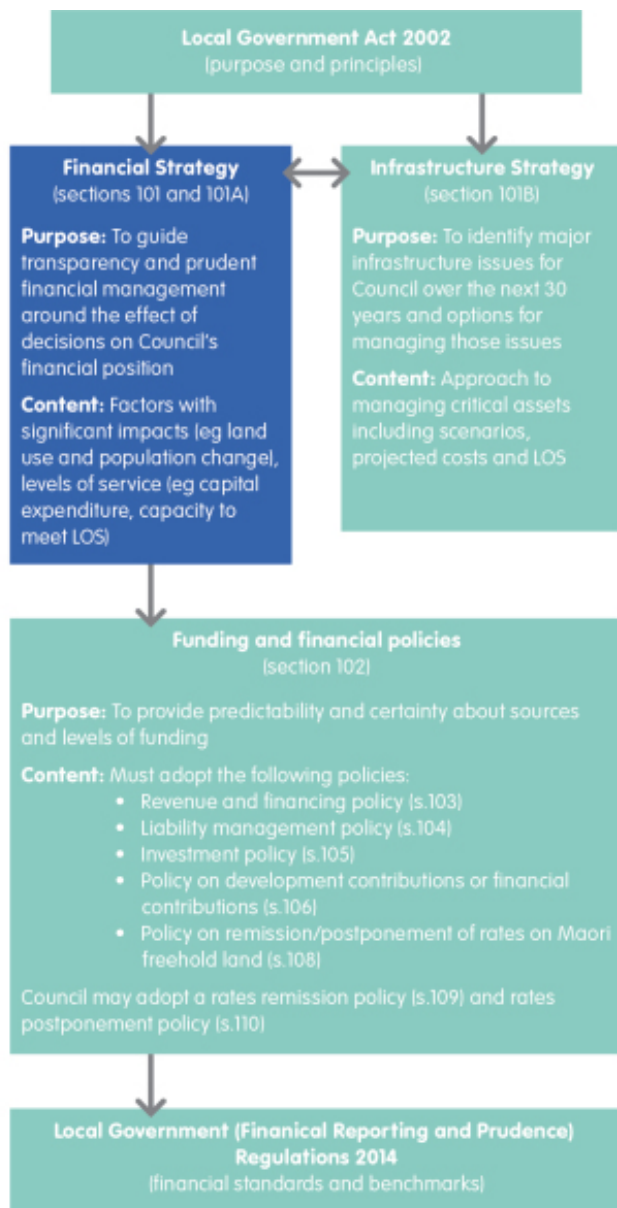 Local Government Act 2002
(purpose and principles)
Financial Strategy
(sections 101 and 101A)
Purpose: To guide
transparency and prudent
financial management
around the effect of
decisions on Council's
financial position
Content: Factors with
significant impacts (eg land
use and population change),
levels of service (eg capital
expenditure, capacity to
meet LOS)
Infrastructure Strategy
(section 101B)
Purpose: To identify major
infrastructure issues for
Council over the next 30
years and options for
managing those issues
Content: Approach to
managing critical assets
including scenarios,
projected costs and LOS
Funding and financial policies
(section 102)
Purpose: To provide predictability and certainty about sources
and levels of funding
Content: Must adopt the following policies:
• Revenue and financing policy (s.103)
• Liability management policy (s.104)
• Investment policy (s.105)
• Policy on development contributions or financial
contributions (s.106)
• Policy on remission/postponement of rates on Maori
freehold land (s.108)
Council may adopt a rates remission policy (s.109) and rates
postponement policy (s.110)
Local Government (Finanical Reporting and Prudence)
Regulations 2014
(financial standards and benchmarks)